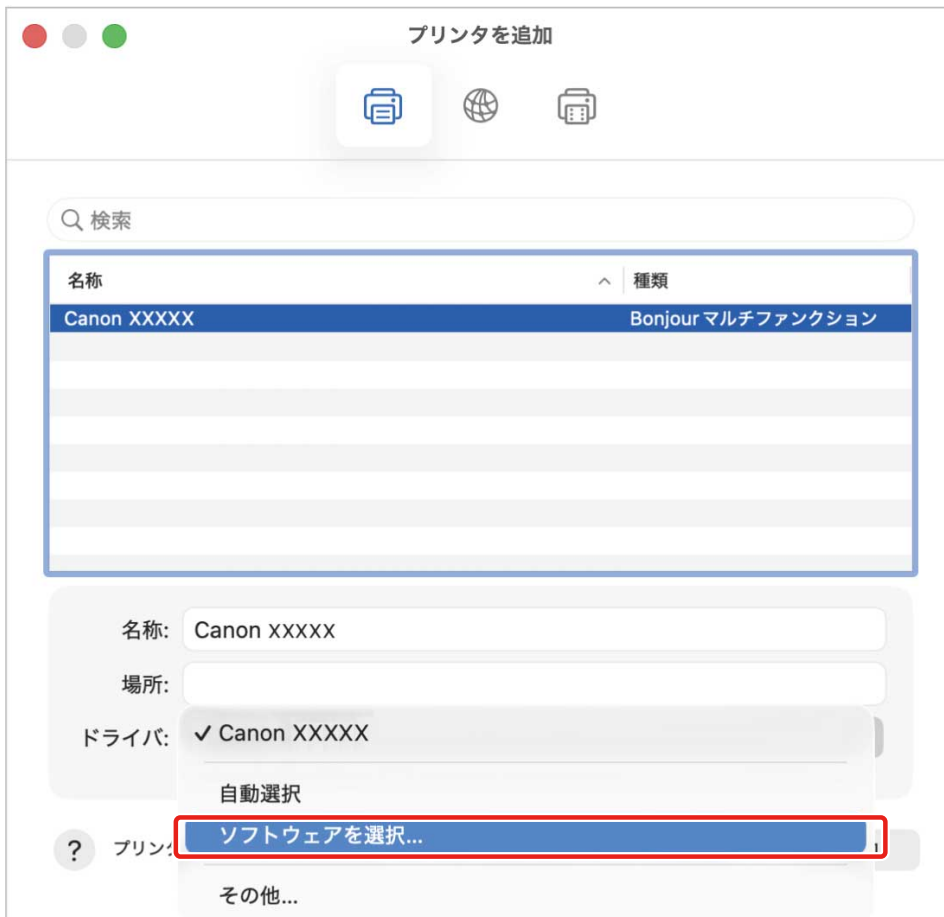 プリンタを追加
検索
名称 種類
Canon XXXXX Bonjour マルチファンクション
名称: Canon XXXXX
場所:
ドライバ: ✓ Canon XXXXX
自動選択
ソフトウェアを選択...
? プリン
その他...